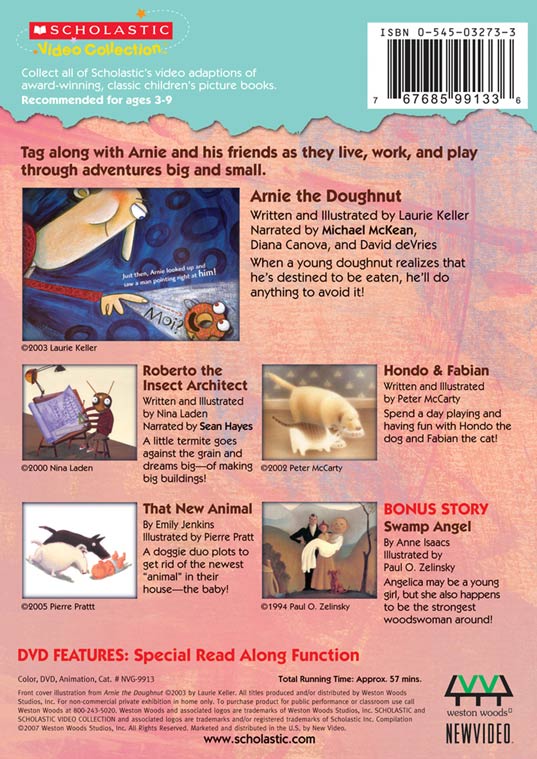 SCHOLASTIC
Video Collection
Collect all of Scholastic's video adaptations of
award-winning, classic children's picture books.
Recommended for ages 3-9
ISBN 0-545-03273-3
7 67685 99133 6
Tag along with Arnie and his friends as they live, work, and play
through adventures big and small.
Just then, Arnie looked up and
saw a man pointing right at him!
Moi?
©2003 Laurie Keller
Arnie the Doughnut
Written and Illustrated by Laurie Keller
Narrated by Michael McKean,
Diana Canova, and David deVries
When a young doughnut realizes that
he's destined to be eaten, he'll do
anything to avoid it!
©2000 Nina Laden
Roberto the
Insect Architect
Written and Illustrated
by Nina Laden
Narrated by Sean Hayes
A little termite goes
against the grain and
dreams big—of making
big buildings!
©2002 Peter McCarty
Hondo & Fabian
Written and Illustrated
by Peter McCarty
Spend a day playing and
having fun with Hondo the
dog and Fabian the cat!
©2005 Pierre Prattt
That New Animal
By Emily Jenkins
Illustrated by Pierre Pratt
A doggie duo plots to
get rid of the newest
"animal" in their
house—the baby!
©1994 Paul O. Zelinsky
BONUS STORY
Swamp Angel
By Anne Isaacs
Illustrated by
Paul O. Zelinsky
Angelica may be a young
girl, but she also happens
to be the strongest
woodswoman around!
DVD FEATURES: Special Read Along Function
Color, DVD, Animation, Cat. # NVG-9913
Total Running Time: Approx. 57 mins.
Front cover illustration from Arnie the Doughnut ©2003 by Laurie Keller. All titles produced and/or distributed by Weston Woods
Studios, Inc. For non-commercial private exhibition in home only. To purchase product for public performance or classroom use call
Weston Woods at 800-243-5020. Weston Woods and associated logos are trademarks of Weston Woods Studios, Inc. SCHOLASTIC and
SCHOLASTIC VIDEO COLLECTION and associated logos are trademarks and/or registered trademarks of Scholastic Inc. Compilation
©2007 Weston Woods Studios, Inc. All Rights Reserved. Marketed and distributed in the U.S. by New Video.
www.scholastic.com
weston woods
NEWVIDEO